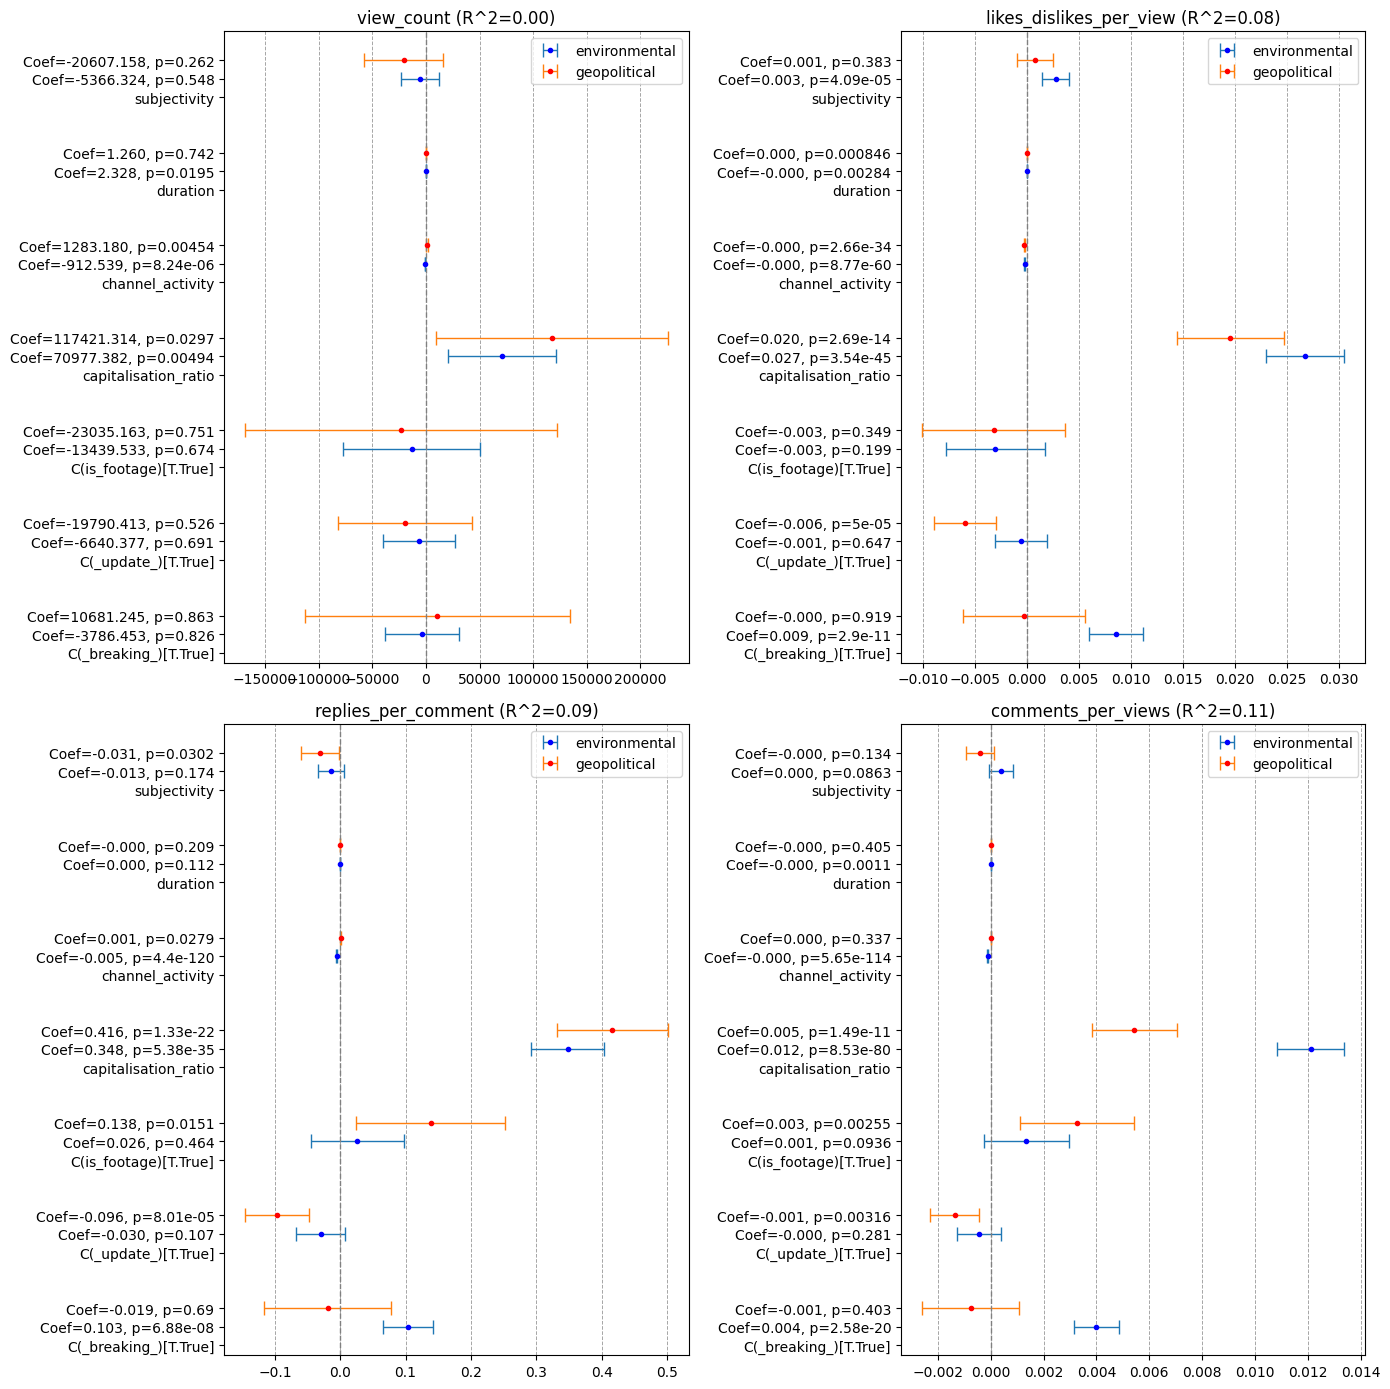 view_count (R^2=0.00)
environmental
geopolitical
Coef=-20607.158, p=0.262
Coef=-5366.324, p=0.548
subjectivity
Coef=1.260, p=0.742
Coef=2.328, p=0.0195
duration
Coef=1283.180, p=0.00454
Coef=-912.539, p=8.24e-06
channel_activity
Coef=117421.314, p=0.0297
Coef=70977.382, p=0.00494
capitalisation_ratio
Coef=-23035.163, p=0.751
Coef=-13439.533, p=0.674
C(is_footage)[T.True]
Coef=-19790.413, p=0.526
Coef=-6640.377, p=0.691
C(_update_)[T.True]
Coef=10681.245, p=0.863
Coef=-3786.453, p=0.826
C(_breaking_)[T.True]
−150000 −100000 −50000 0 50000 100000 150000 200000
likes_dislikes_per_view (R^2=0.08)
environmental
geopolitical
Coef=0.001, p=0.383
Coef=0.003, p=4.09e-05
subjectivity
Coef=0.000, p=0.000846
Coef=-0.000, p=0.00284
duration
Coef=-0.000, p=2.66e-34
Coef=-0.000, p=8.77e-60
channel_activity
Coef=0.020, p=2.69e-14
Coef=0.027, p=3.54e-45
capitalisation_ratio
Coef=-0.003, p=0.349
Coef=-0.003, p=0.199
C(is_footage)[T.True]
Coef=-0.006, p=5e-05
Coef=-0.001, p=0.647
C(_update_)[T.True]
Coef=-0.000, p=0.919
Coef=0.009, p=2.9e-11
C(_breaking_)[T.True]
−0.010 −0.005 0.000 0.005 0.010 0.015 0.020 0.025 0.030
replies_per_comment (R^2=0.09)
environmental
geopolitical
Coef=-0.031, p=0.0302
Coef=-0.013, p=0.174
subjectivity
Coef=-0.000, p=0.209
Coef=0.000, p=0.112
duration
Coef=0.001, p=0.0279
Coef=-0.005, p=4.4e-120
channel_activity
Coef=0.416, p=1.33e-22
Coef=0.348, p=5.38e-35
capitalisation_ratio
Coef=0.138, p=0.0151
Coef=0.026, p=0.464
C(is_footage)[T.True]
Coef=-0.096, p=8.01e-05
Coef=-0.030, p=0.107
C(_update_)[T.True]
Coef=-0.019, p=0.69
Coef=0.103, p=6.88e-08
C(_breaking_)[T.True]
−0.1 0.0 0.1 0.2 0.3 0.4 0.5
comments_per_views (R^2=0.11)
environmental
geopolitical
Coef=-0.000, p=0.134
Coef=0.000, p=0.0863
subjectivity
Coef=-0.000, p=0.405
Coef=-0.000, p=0.0011
duration
Coef=0.000, p=0.337
Coef=-0.000, p=5.65e-114
channel_activity
Coef=0.005, p=1.49e-11
Coef=0.012, p=8.53e-80
capitalisation_ratio
Coef=0.003, p=0.00255
Coef=0.001, p=0.0936
C(is_footage)[T.True]
Coef=-0.001, p=0.00316
Coef=-0.000, p=0.281
C(_update_)[T.True]
Coef=-0.001, p=0.403
Coef=0.004, p=2.58e-20
C(_breaking_)[T.True]
−0.002 0.000 0.002 0.004 0.006 0.008 0.010 0.012 0.014